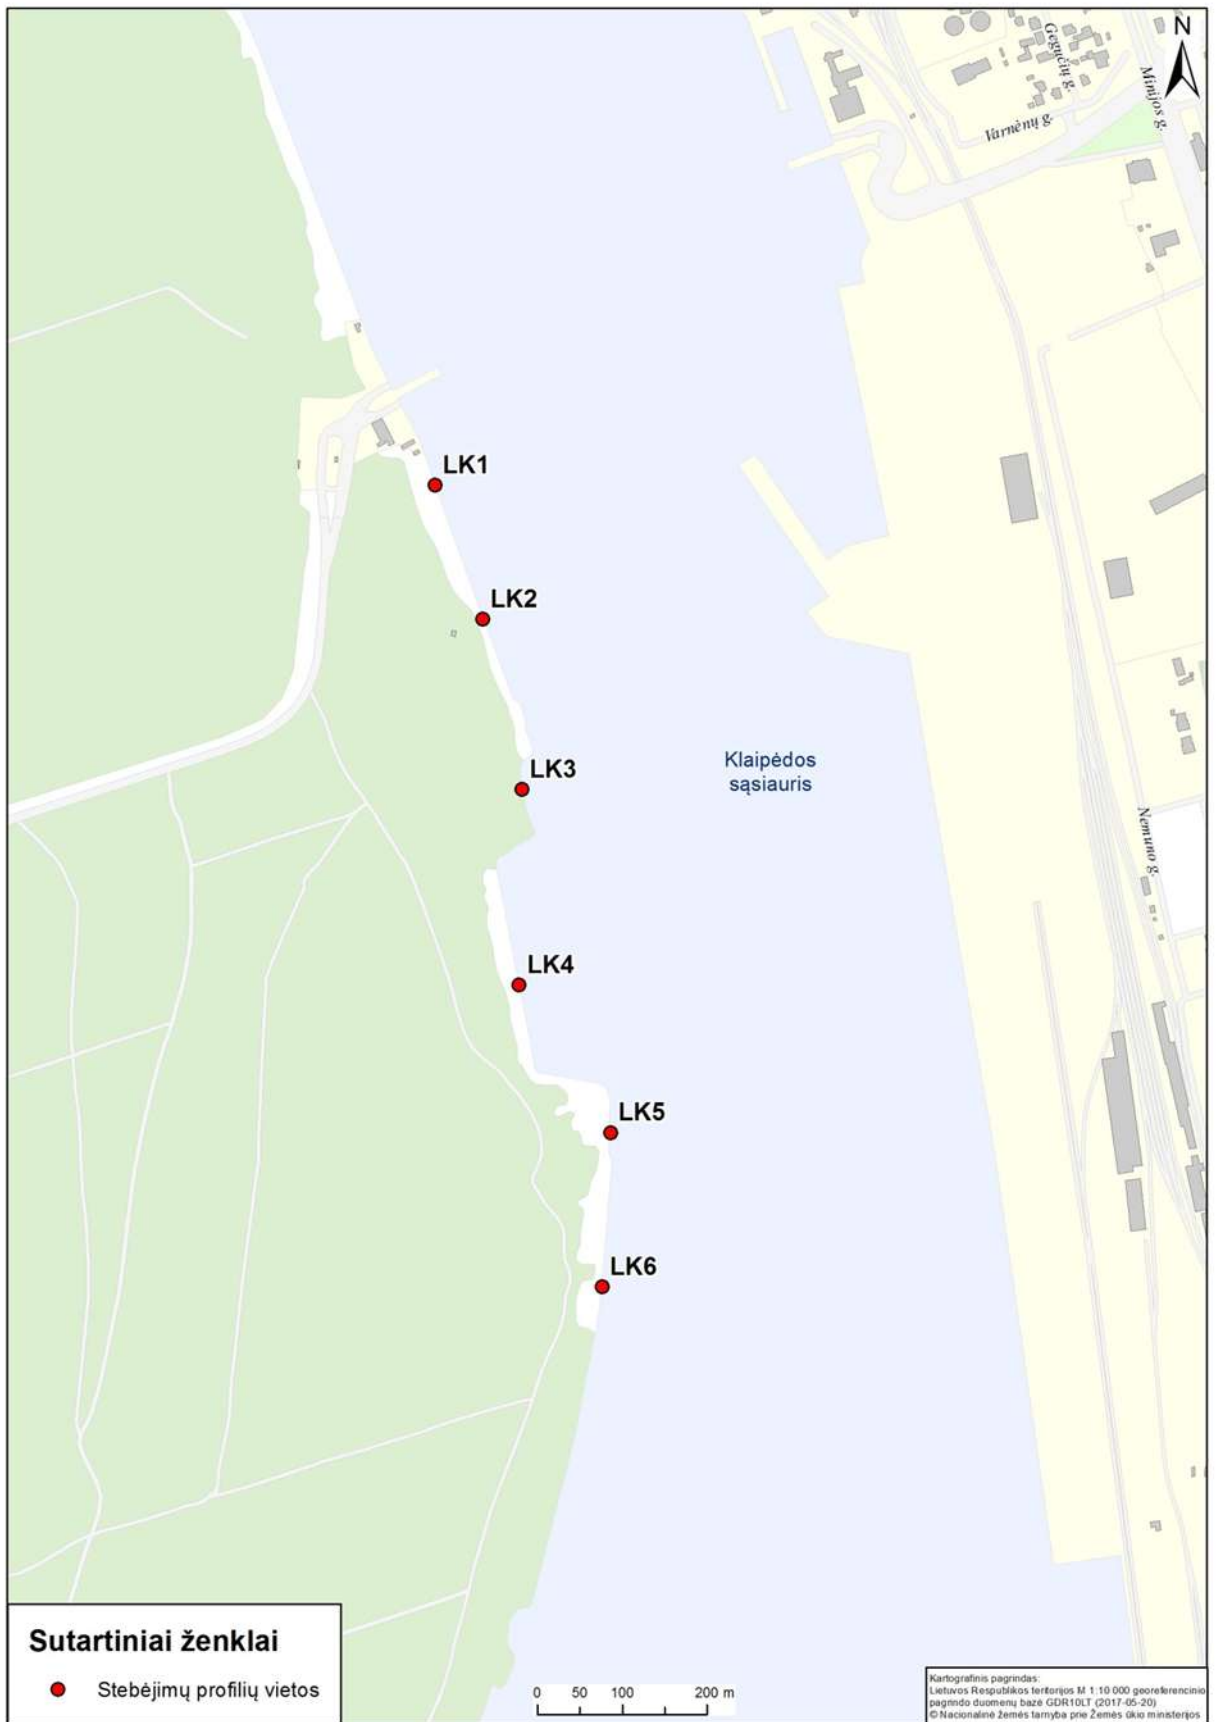 N
Gegučių g.
Minijos g.
Varnėnų g.
LK1
LK2
LK3
Klaipėdos
sąsiauris
Nemuno g.
LK4
LK5
LK6
Sutartiniai ženklai
Stebėjimų profilių vietos
0 50 100 200 m
Kartografinis pagrindas:
Lietuvos Respublikos teritorijos M 1:10 000 georeferencinio
pagrindo duomenų bazė GDR10LT (2017-05-20)
© Nacionalinė žemės tarnyba prie Žemės ūkio ministerijos